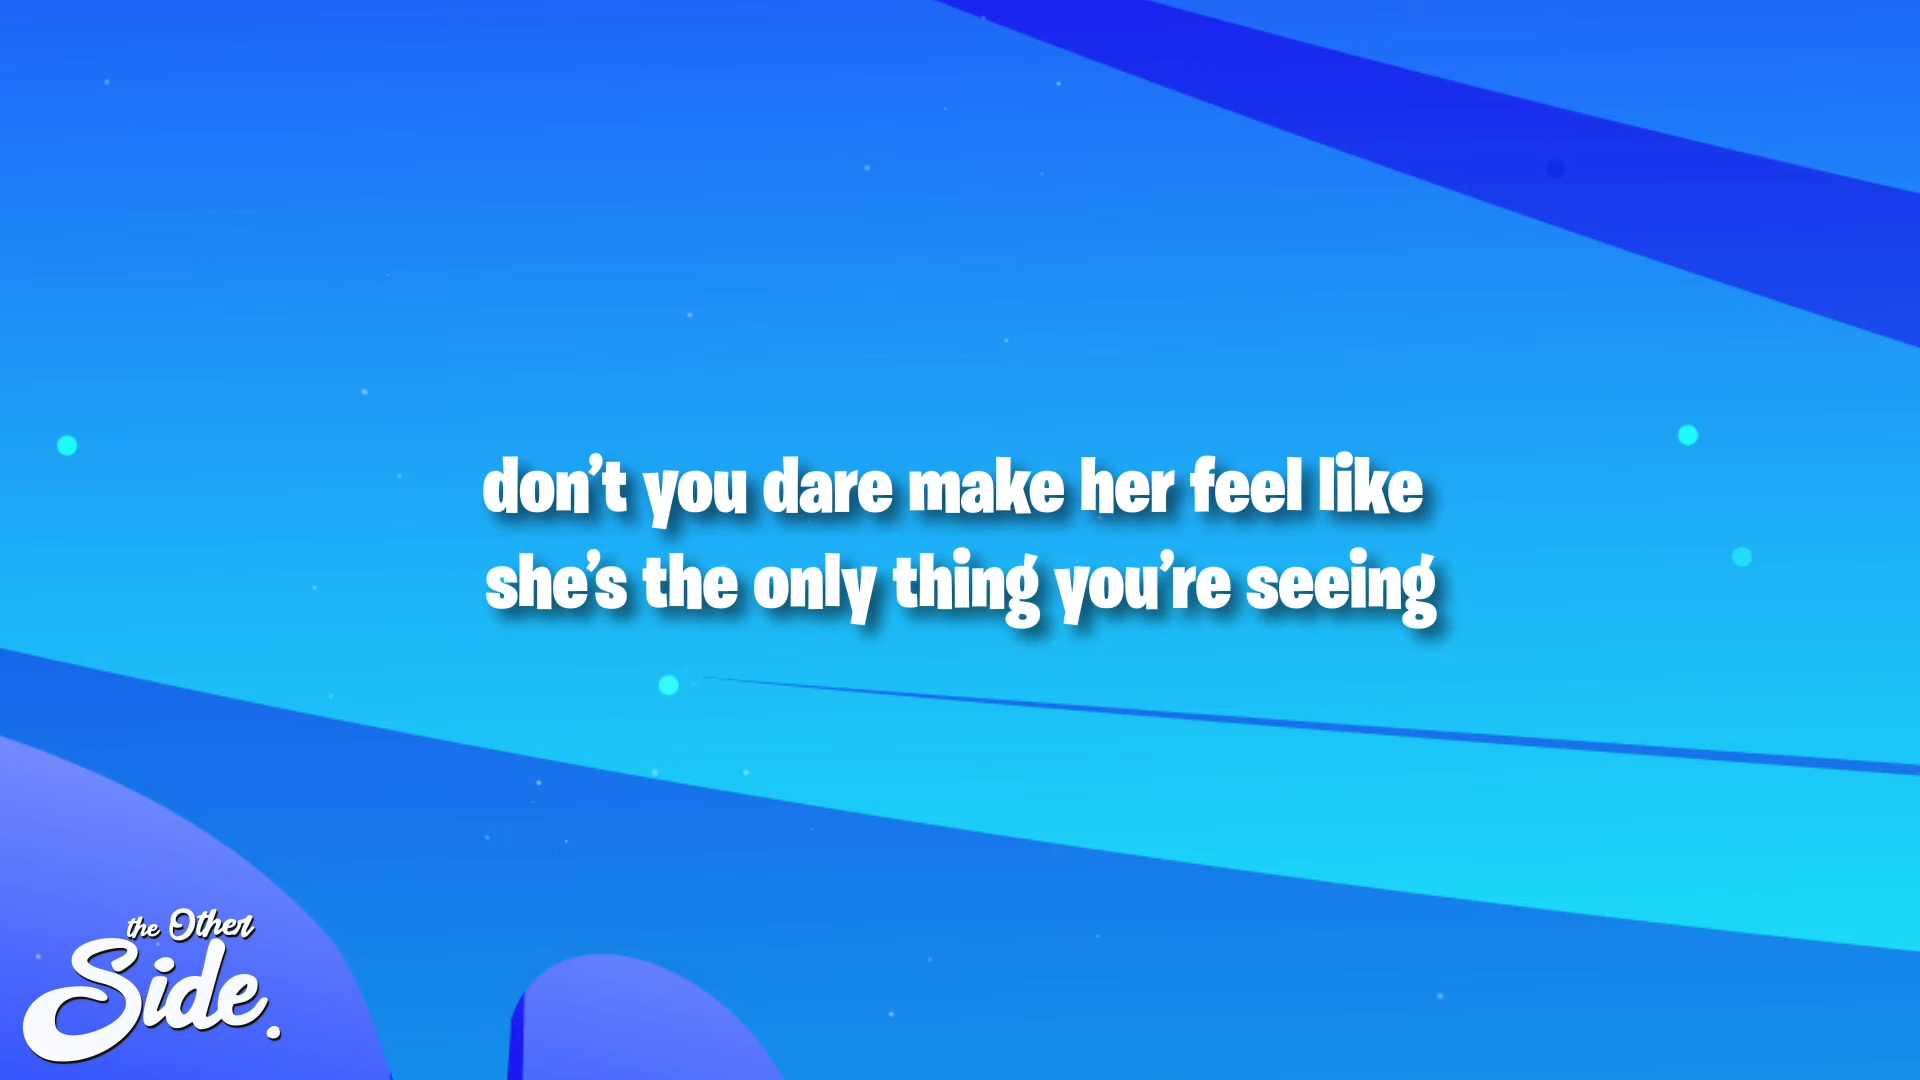 don't you dare make her feel like
she's the only thing you're seeing
the Other
Side.